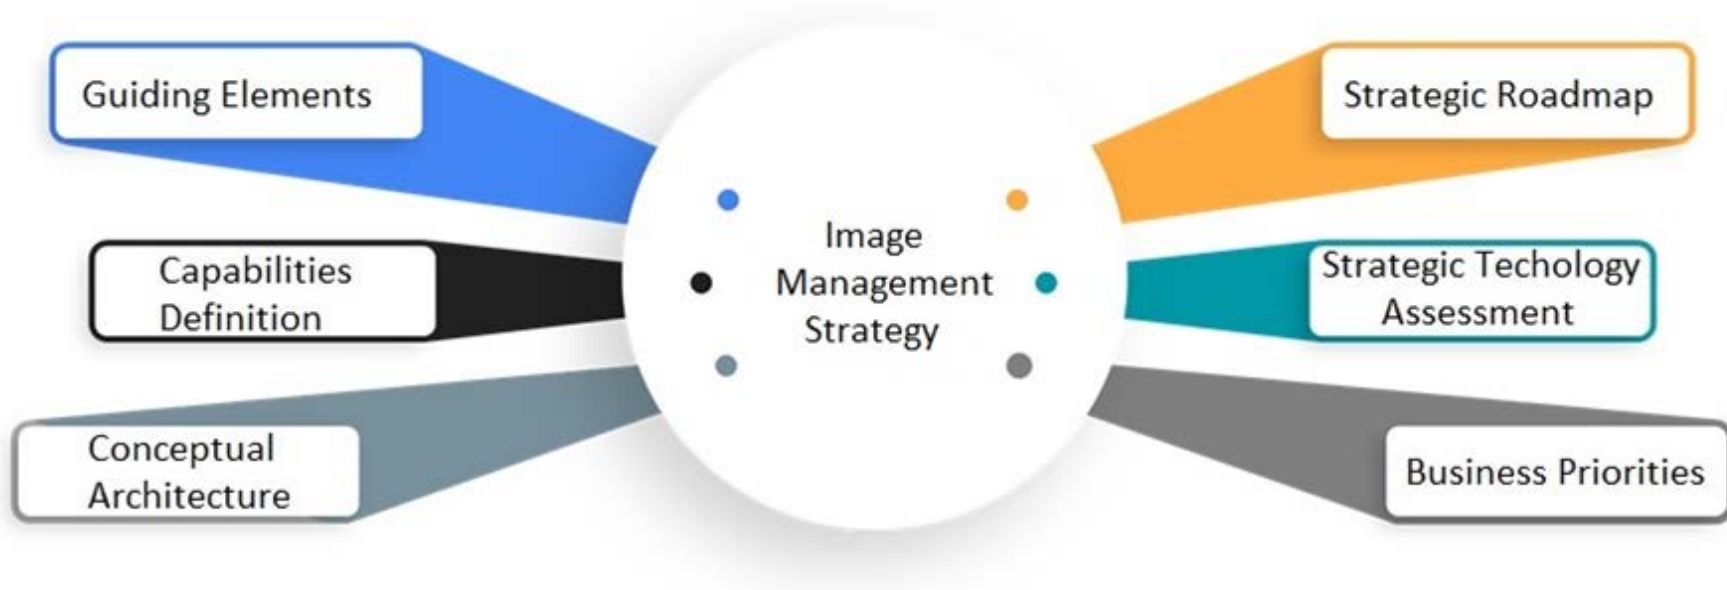 Guiding Elements
Capabilities
Definition
Conceptual
Architecture
Image
Management
Strategy
Strategic Roadmap
Strategic Techology
Assessment
Business Priorities